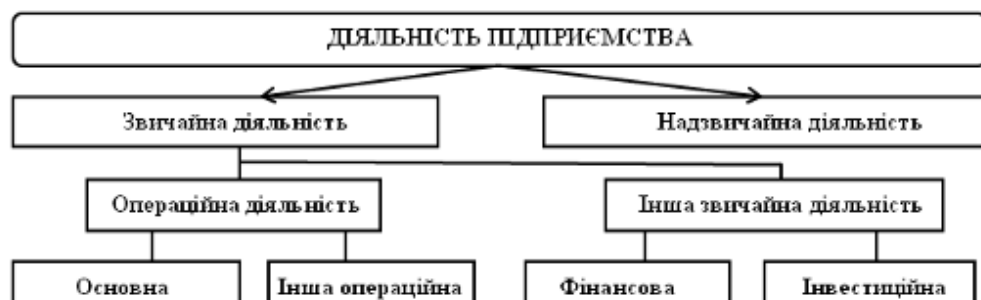 ДІЯЛЬНІСТЬ ПІДПРИЄМСТВА
Звичайна діяльність
Надзвичайна діяльність
Операційна діяльність
Інша звичайна діяльність
Основна
Інша операційна
Фінансова
Інвестиційна